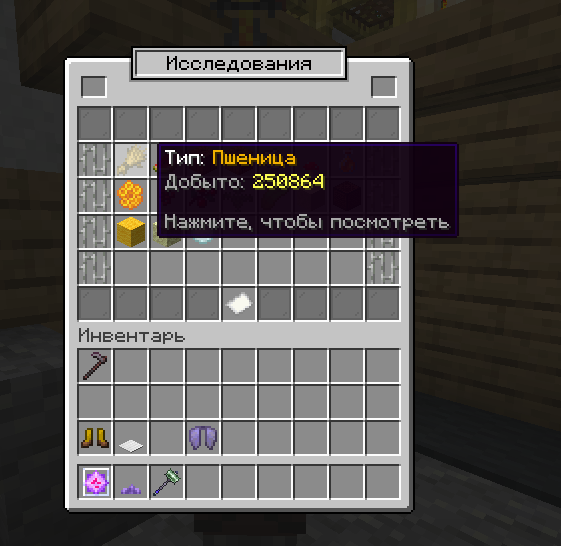 Исследования
Тип: Пшеница
Добыто: 250864
Нажмите, чтобы посмотреть
Инвентарь